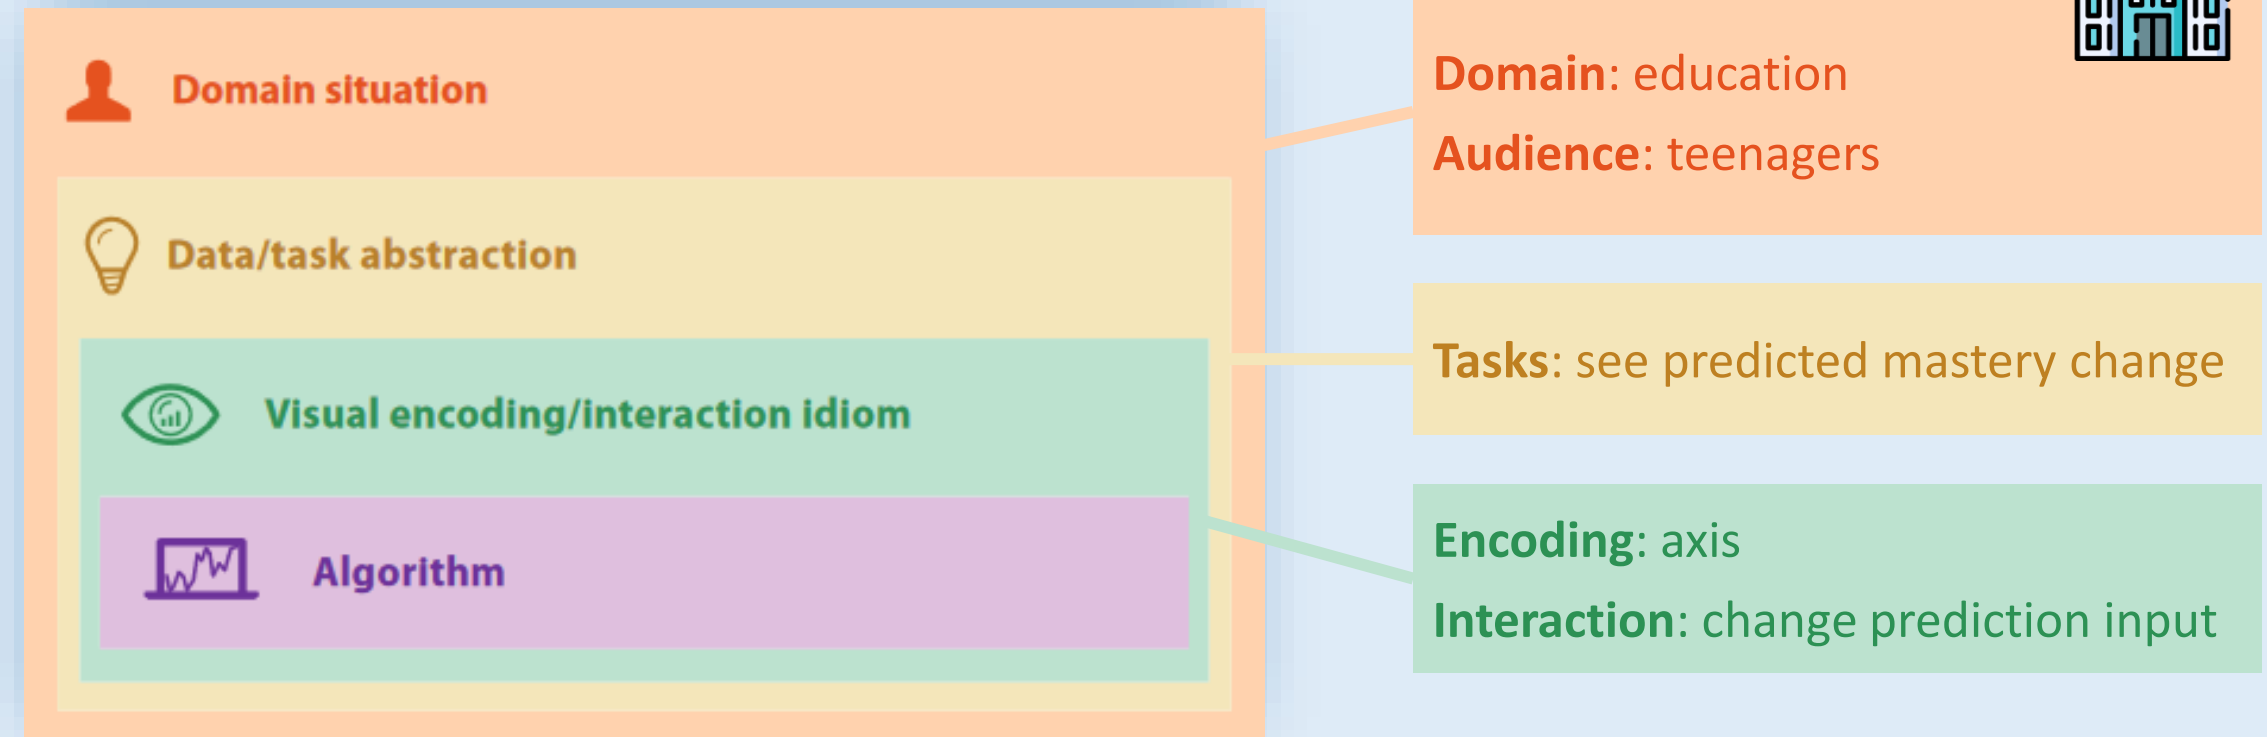 Domain situation
Data/task abstraction
Visual encoding/interaction idiom
Algorithm
Domain: education
Audience: teenagers
Tasks: see predicted mastery change
Encoding: axis
Interaction: change prediction input